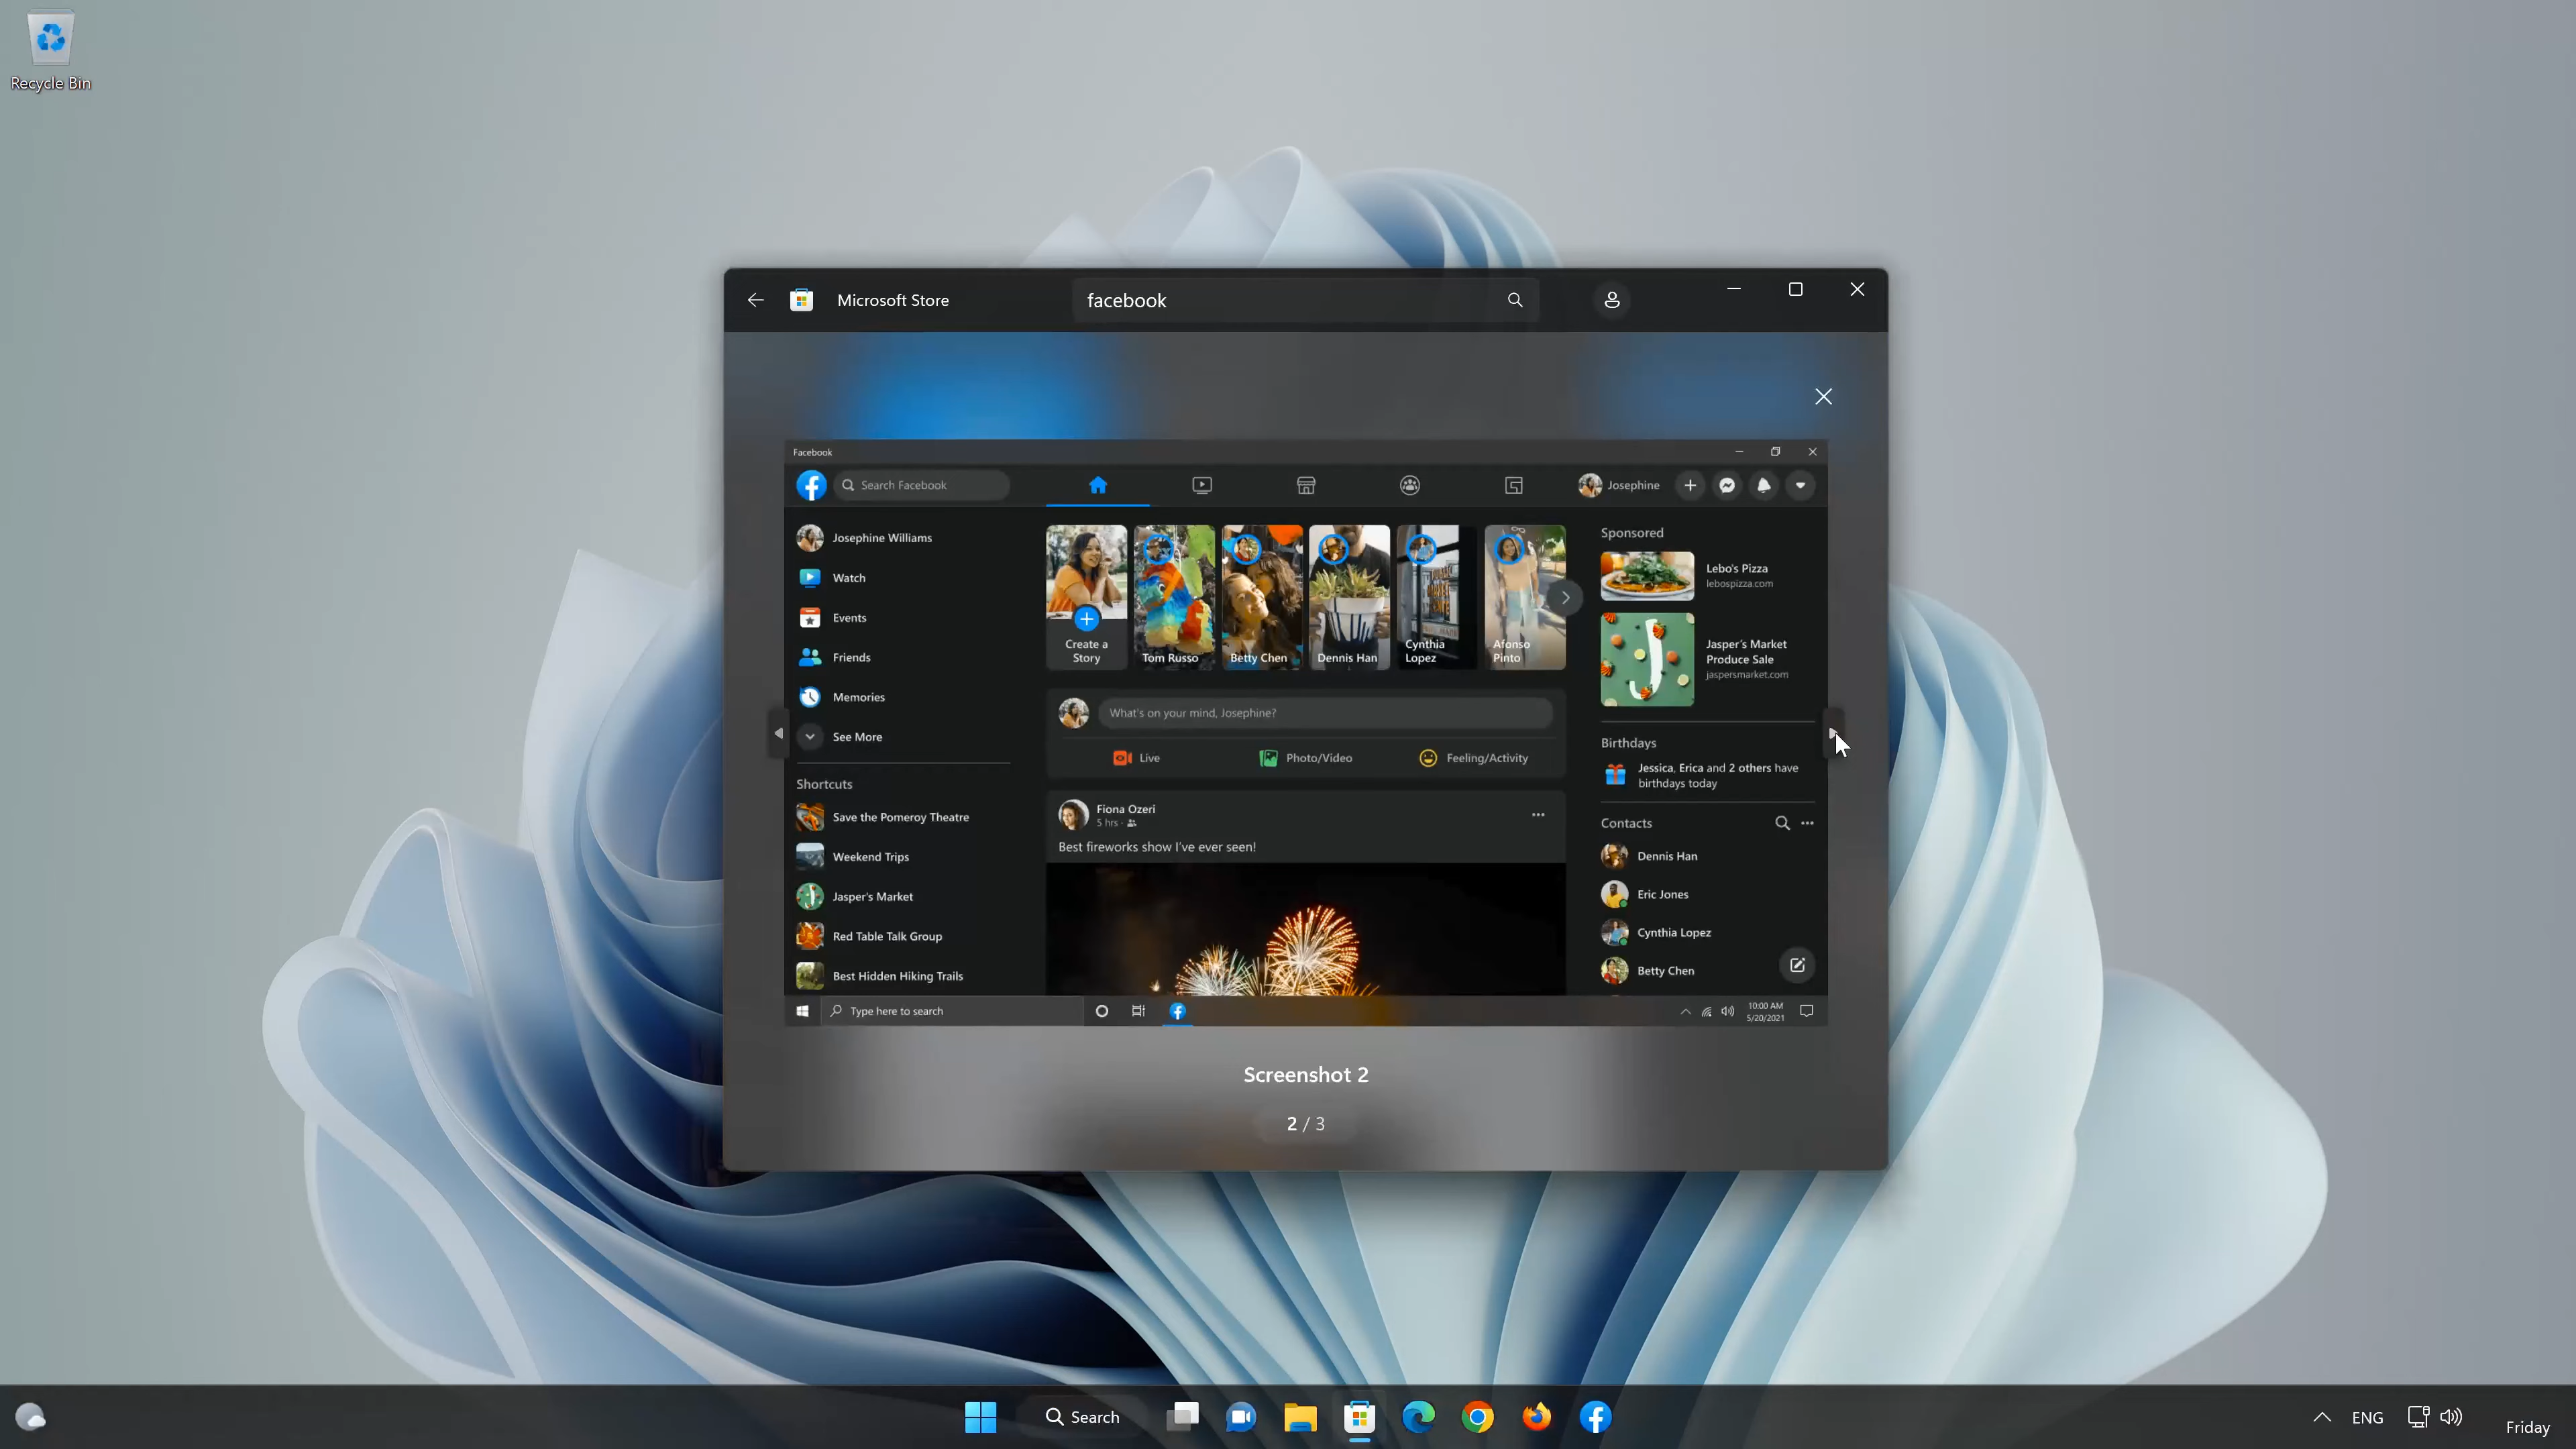 Recycle Bin
Microsoft Store
facebook
Facebook
Search Facebook
Josephine
Josephine Williams
Watch
Events
Friends
Memories
See More
Shortcuts
Save the Pomeroy Theatre
Weekend Trips
Jasper's Market
Red Table Talk Group
Best Hidden Hiking Trails
Create a
Story
Tom Russo
Betty Chen
Dennis Han
Cynthia
Lopez
Afonso
Pinto
What's on your mind, Josephine?
Live
Photo/Video
Feeling/Activity
Fiona Ozeri
5 hrs ·
Best fireworks show I've ever seen!
Sponsored
Lebo's Pizza
lebospizza.com
Jasper's Market
Produce Sale
jaspersmarket.com
Birthdays
Jessica, Erica and 2 others have
birthdays today
Contacts
Dennis Han
Eric Jones
Cynthia Lopez
Betty Chen
Type here to search
10:00 AM
5/20/2021
Screenshot 2
2 / 3
Search
ENG
Friday